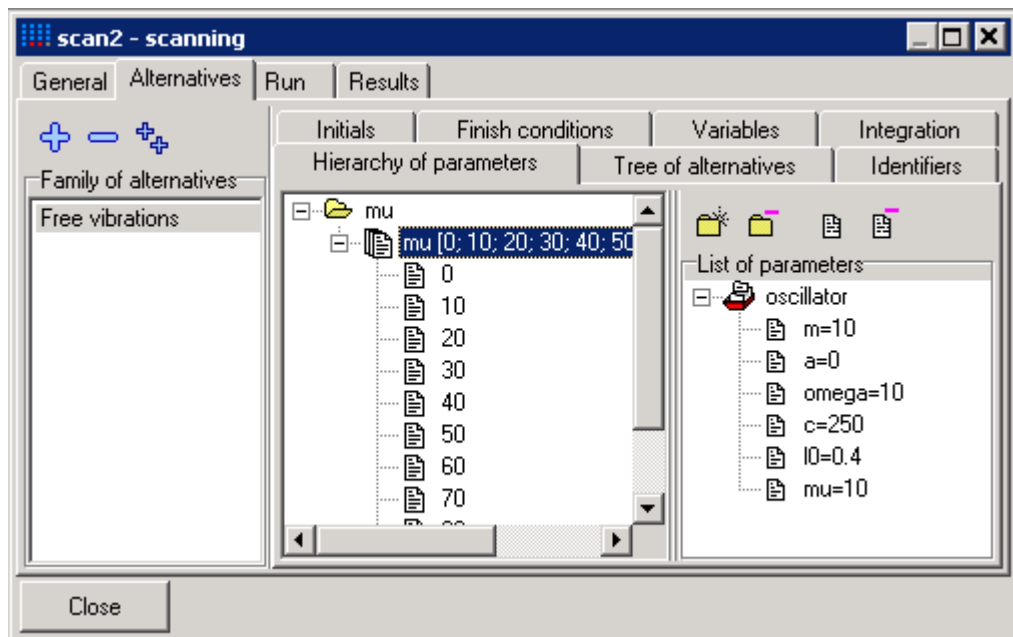 scan2 - scanning
General Alternatives Run Results
Initials Finish conditions Variables Integration
Hierarchy of parameters Tree of alternatives Identifiers
Family of alternatives
Free vibrations
mu
mu [0; 10; 20; 30; 40; 50
0
10
20
30
40
50
60
70
List of parameters
oscillator
m=10
a=0
omega=10
c=250
l0=0.4
mu=10
Close